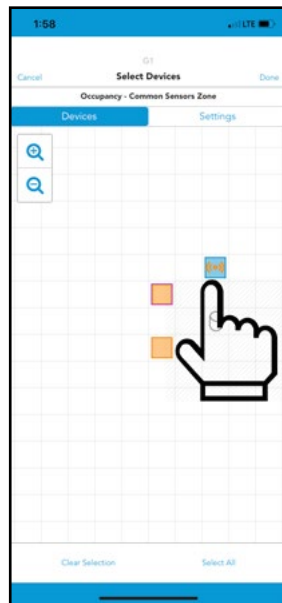 1:58
LTE
G1
Cancel Select Devices Done
Occupancy - Common Sensors Zone
Devices Settings
Clear Selection Select All